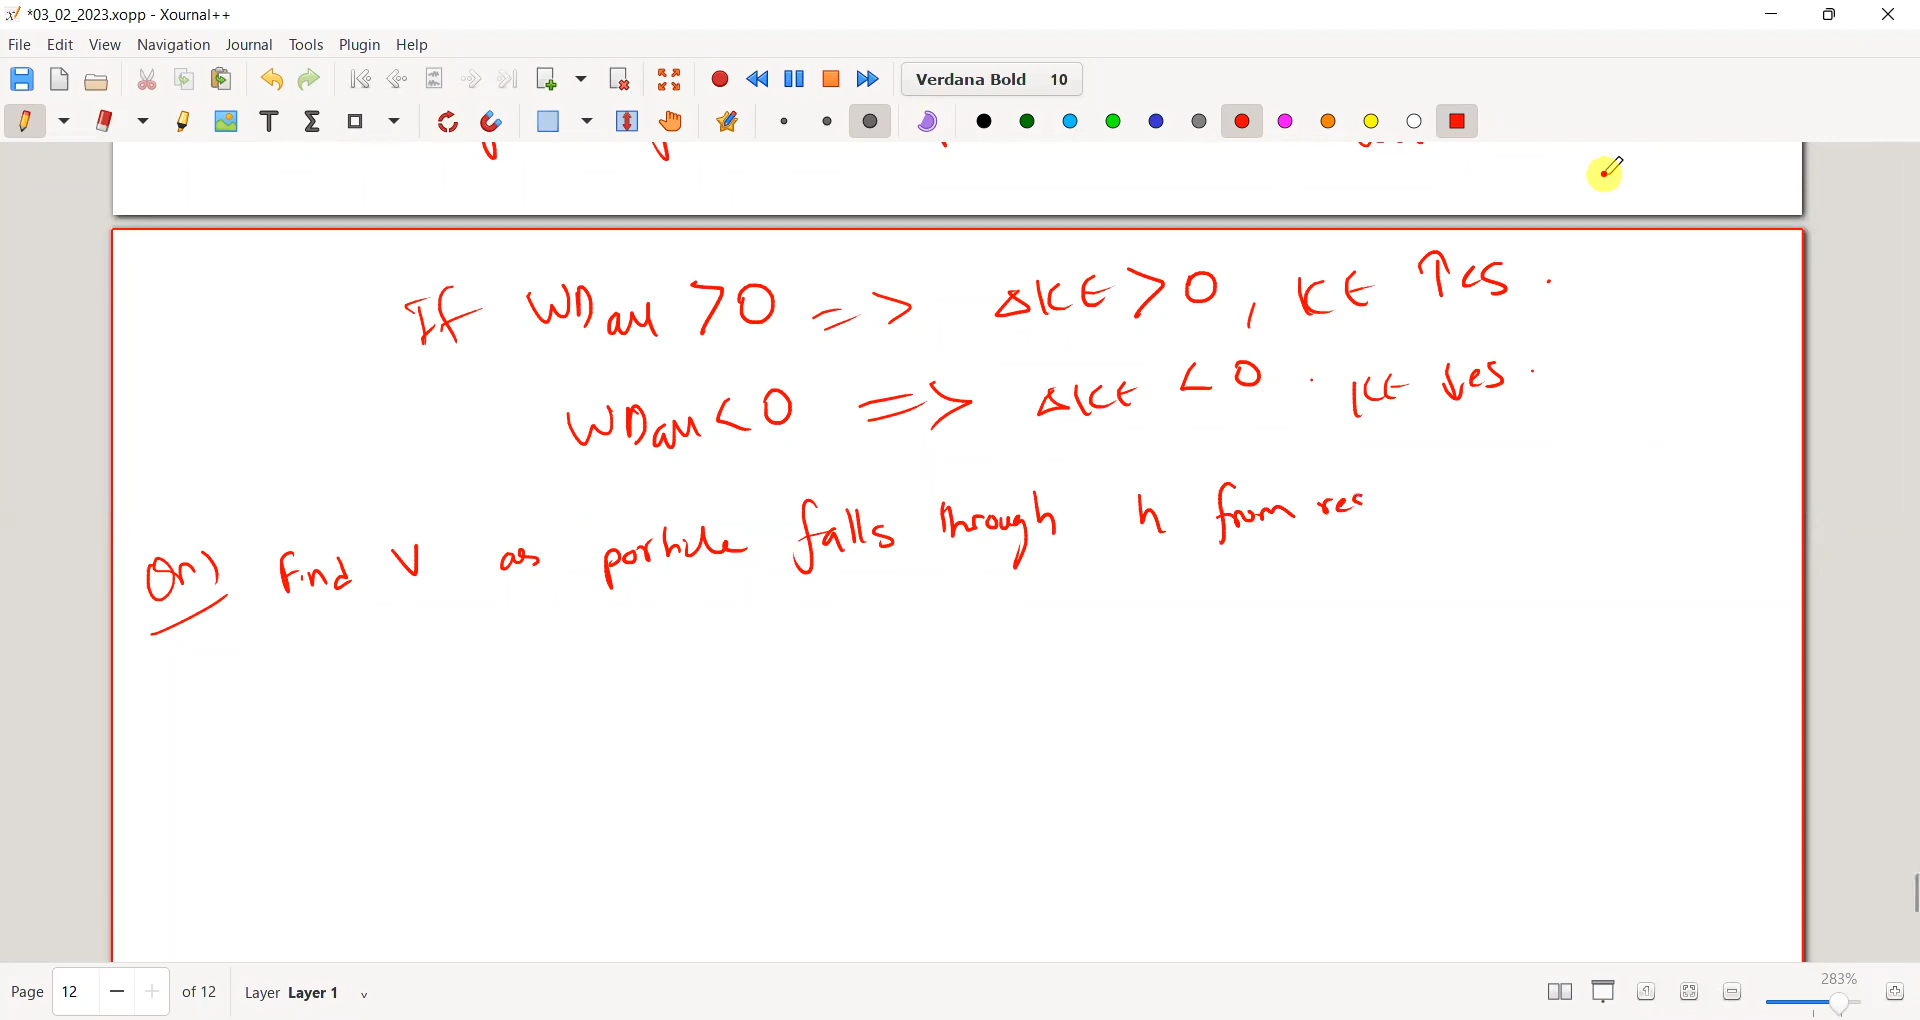 *03_02_2023.xopp - Xournal++
File Edit View Navigation Journal Tools Plugin Help
Verdana Bold 10
If WDall >0 => ΔKE >0, KE ↑es.
WDall <0 => ΔKE <0. KE ↓es.
Qn) Find V as particle falls through h from res
Page 12 of 12 Layer Layer 1 283%